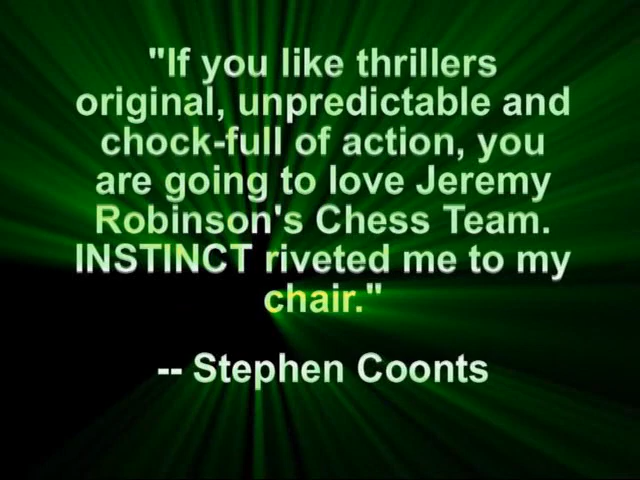 "If you like thrillers
original, unpredictable and
chock-full of action, you
are going to love Jeremy
Robinson's Chess Team.
INSTINCT riveted me to my
chair."
-- Stephen Coonts